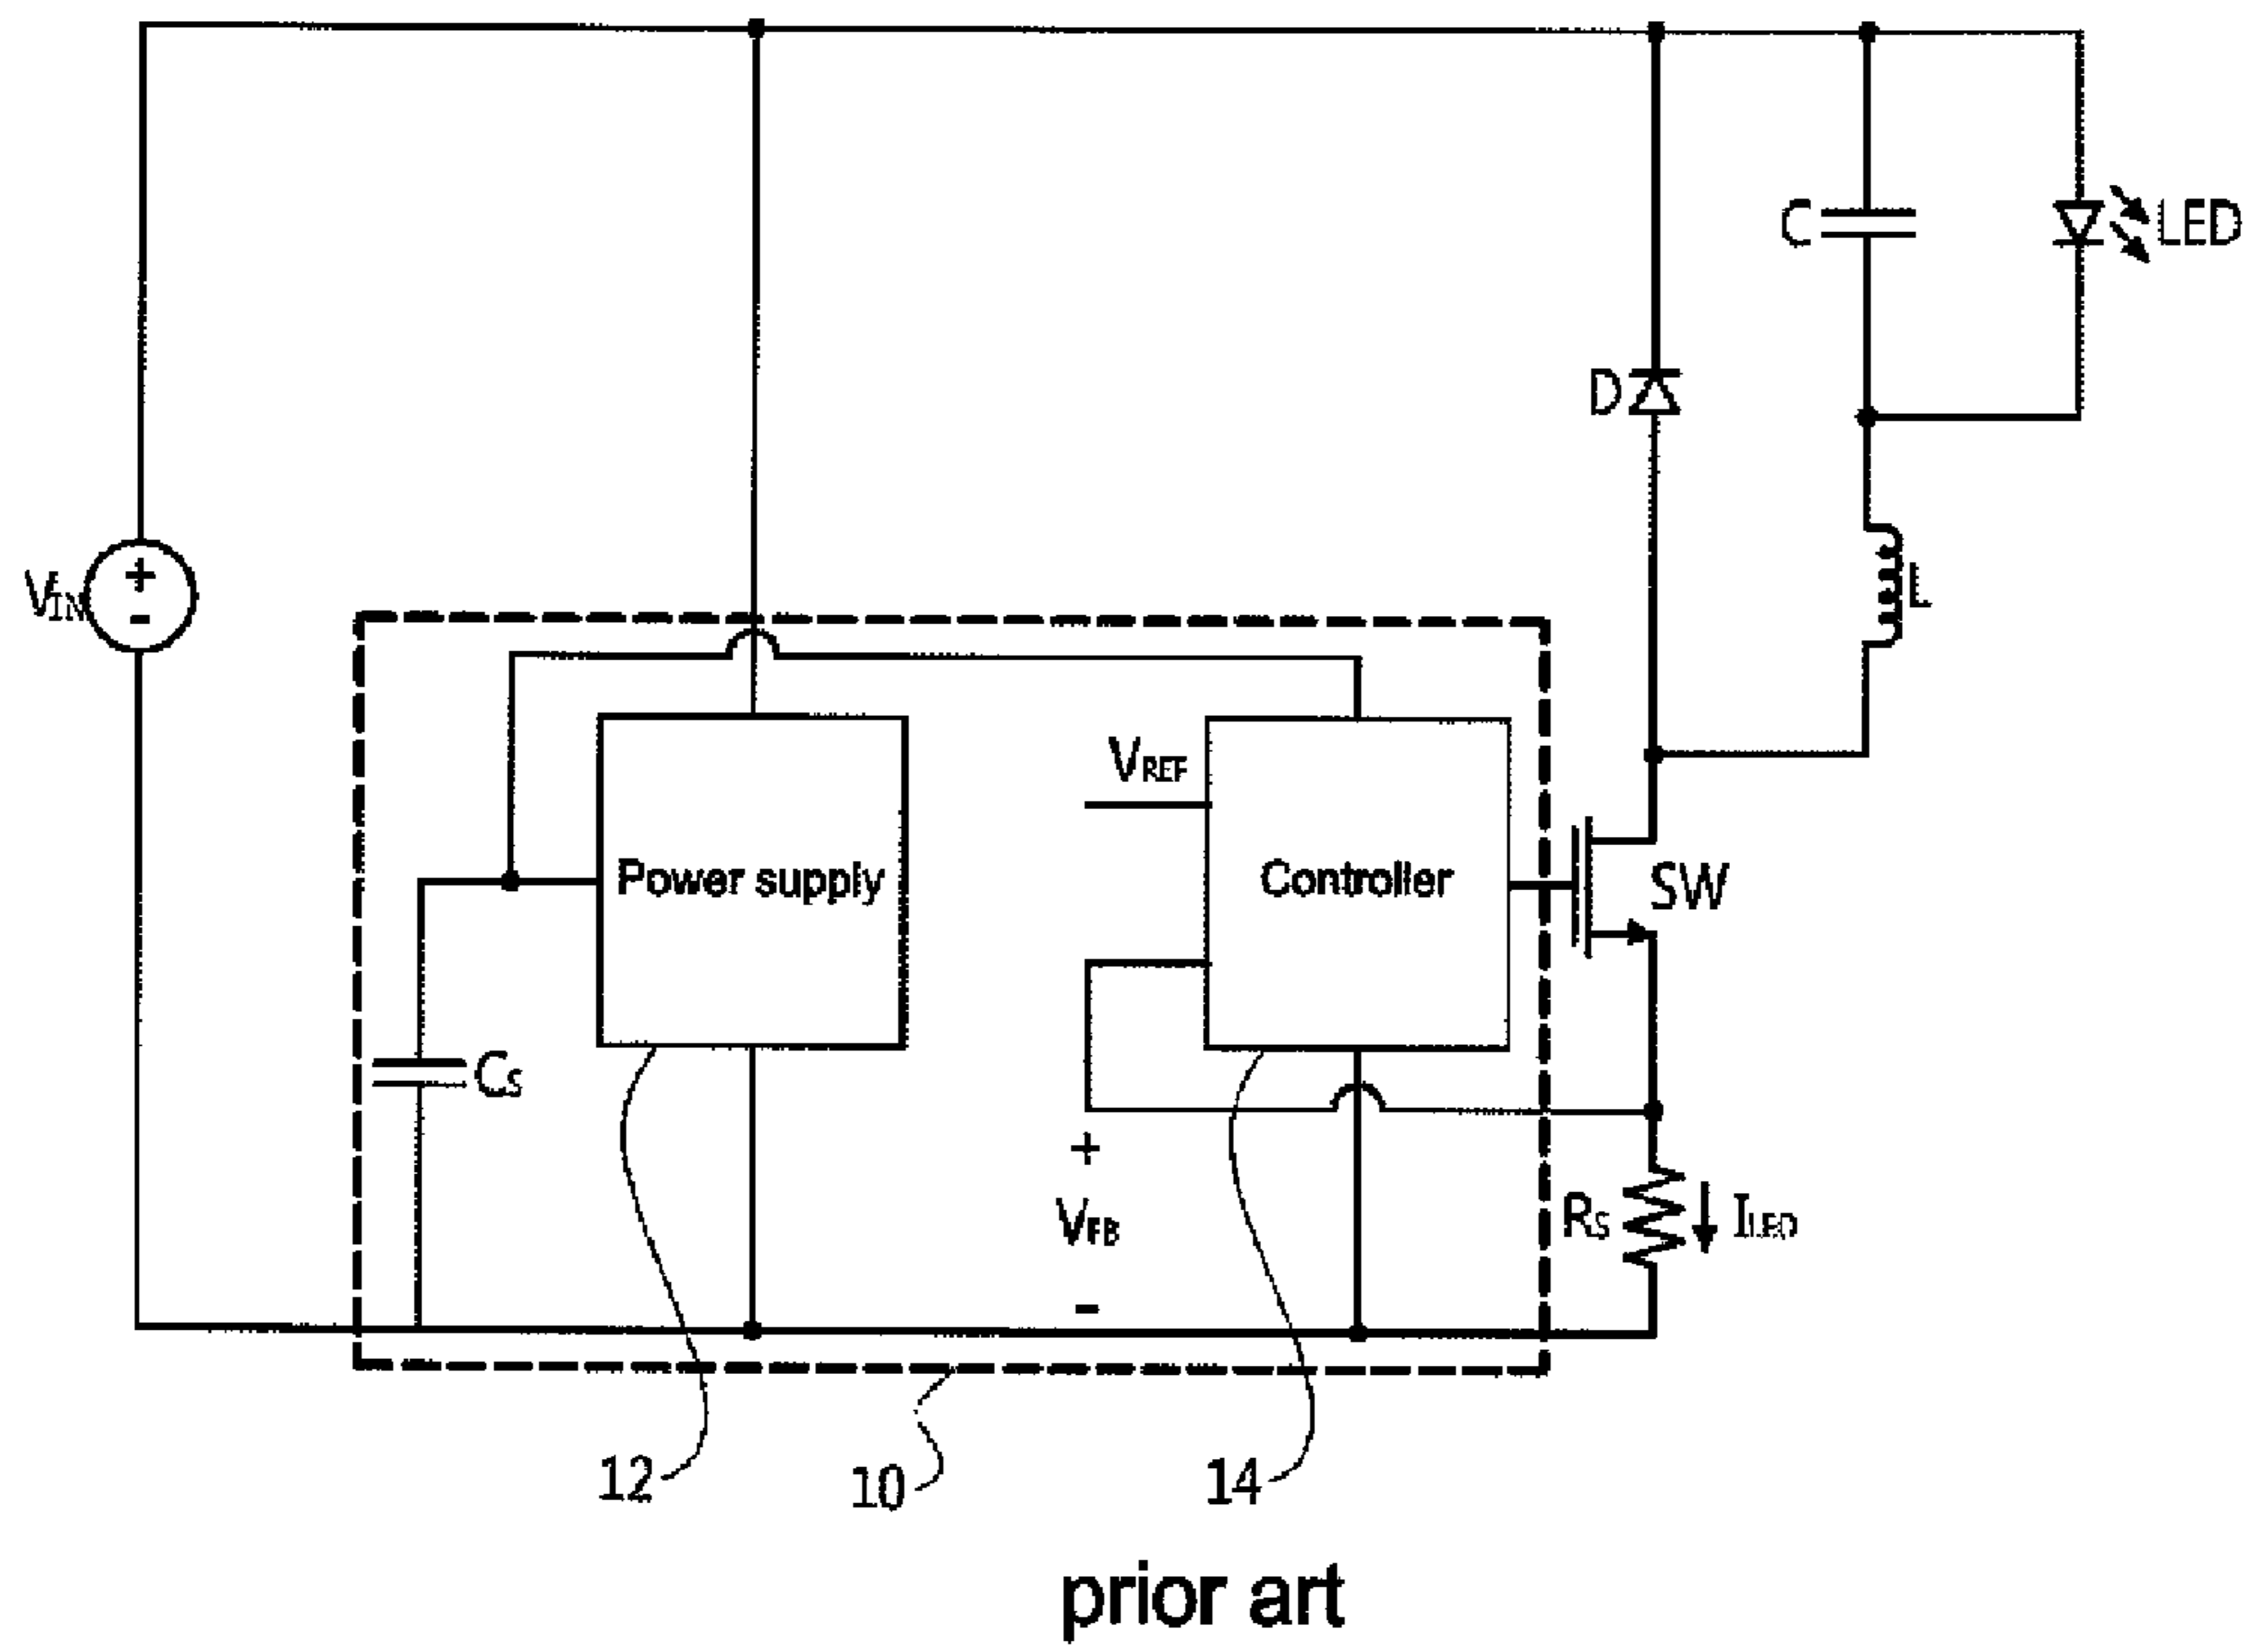 C
LED
D
VIN
+
-
L
VREF
Power supply
Controller
SW
CS
+
VFB
-
RS
ILED
12
10
14
prior art